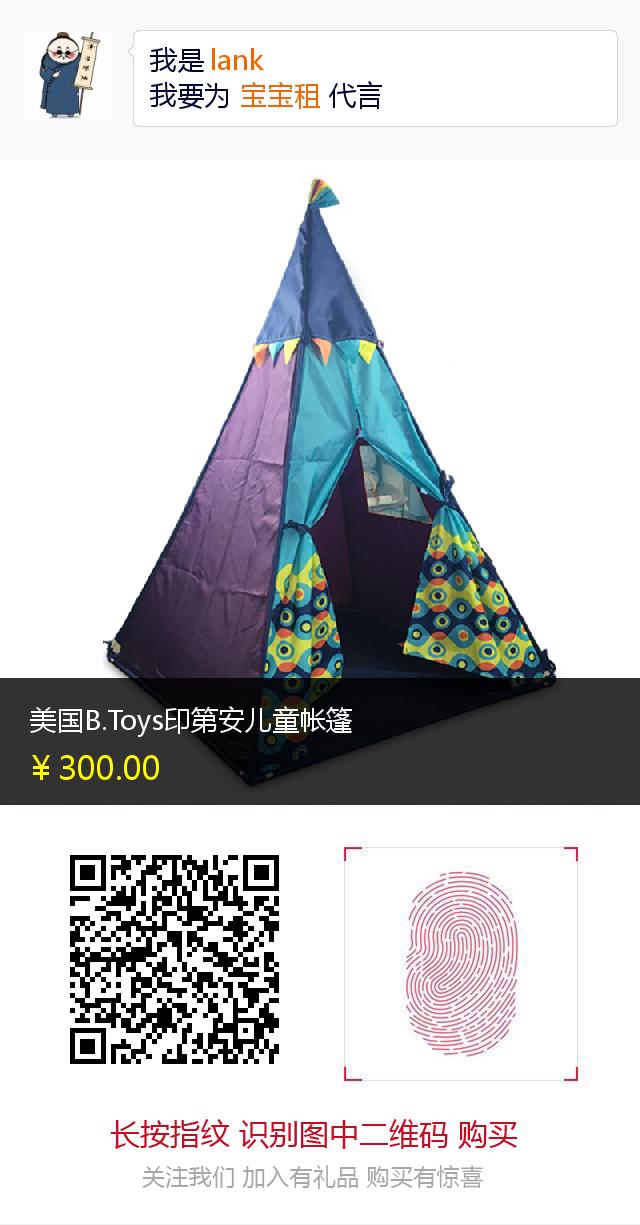 我是 lank
我要为 宝宝租 代言
美国B.Toys印第安儿童帐篷
¥ 300.00
长按指纹 识别图中二维码 购买
关注我们 加入有礼品 购买有惊喜